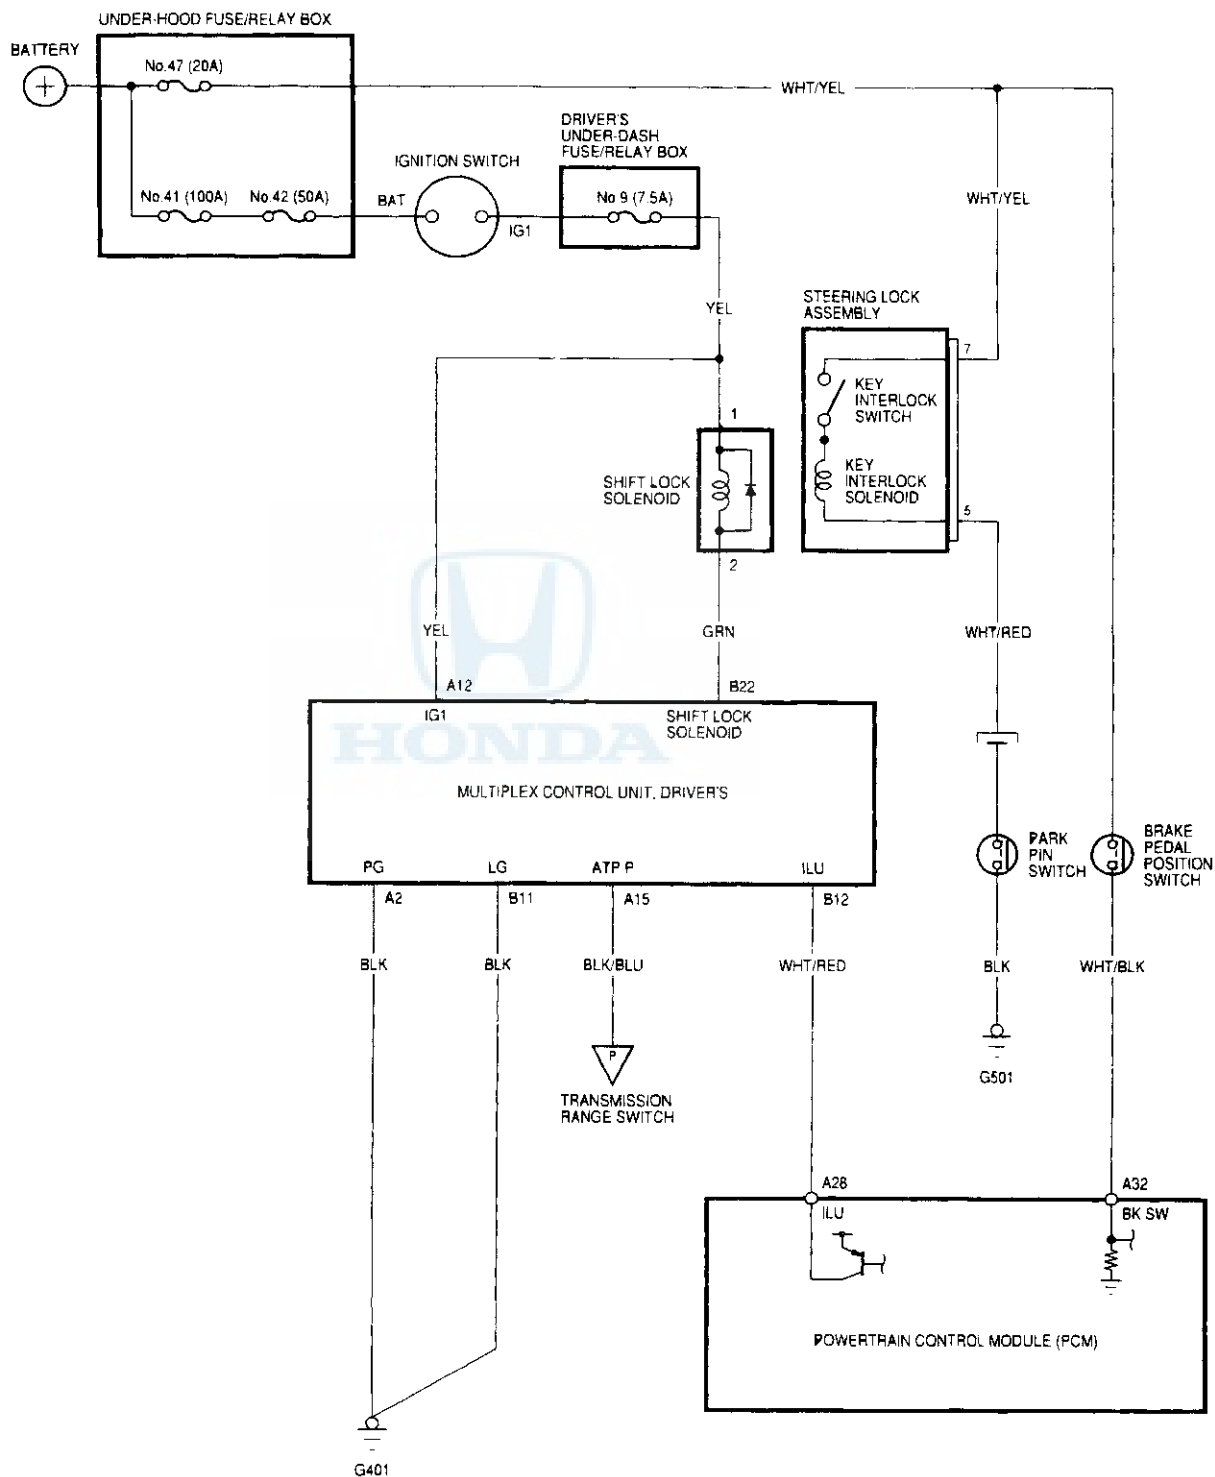 UNDER-HOOD FUSE/RELAY BOX
BATTERY
No.47 (20A)
WHT/YEL
DRIVER'S
UNDER-DASH
FUSE/RELAY BOX
IGNITION SWITCH
No.41 (100A)
No.42 (50A)
BAT
No 9 (7.5A)
WHT/YEL
IG1
STEERING LOCK
ASSEMBLY
YEL
7
KEY
INTERLOCK
SWITCH
1
KEY
INTERLOCK
SOLENOID
SHIFT LOCK
SOLENOID
5
2
YEL
GRN
WHT/RED
A12
B22
IG1
SHIFT LOCK
SOLENOID
HONDA
MULTIPLEX CONTROL UNIT, DRIVER'S
PARK
PIN
SWITCH
BRAKE
PEDAL
POSITION
SWITCH
PG
LG
ATP P
ILU
A2
B11
A15
B12
BLK
BLK
BLK/BLU
WHT/RED
BLK
WHT/BLK
P
G501
TRANSMISSION
RANGE SWITCH
A28
A32
ILU
BK SW
POWERTRAIN CONTROL MODULE (PCM)
G401